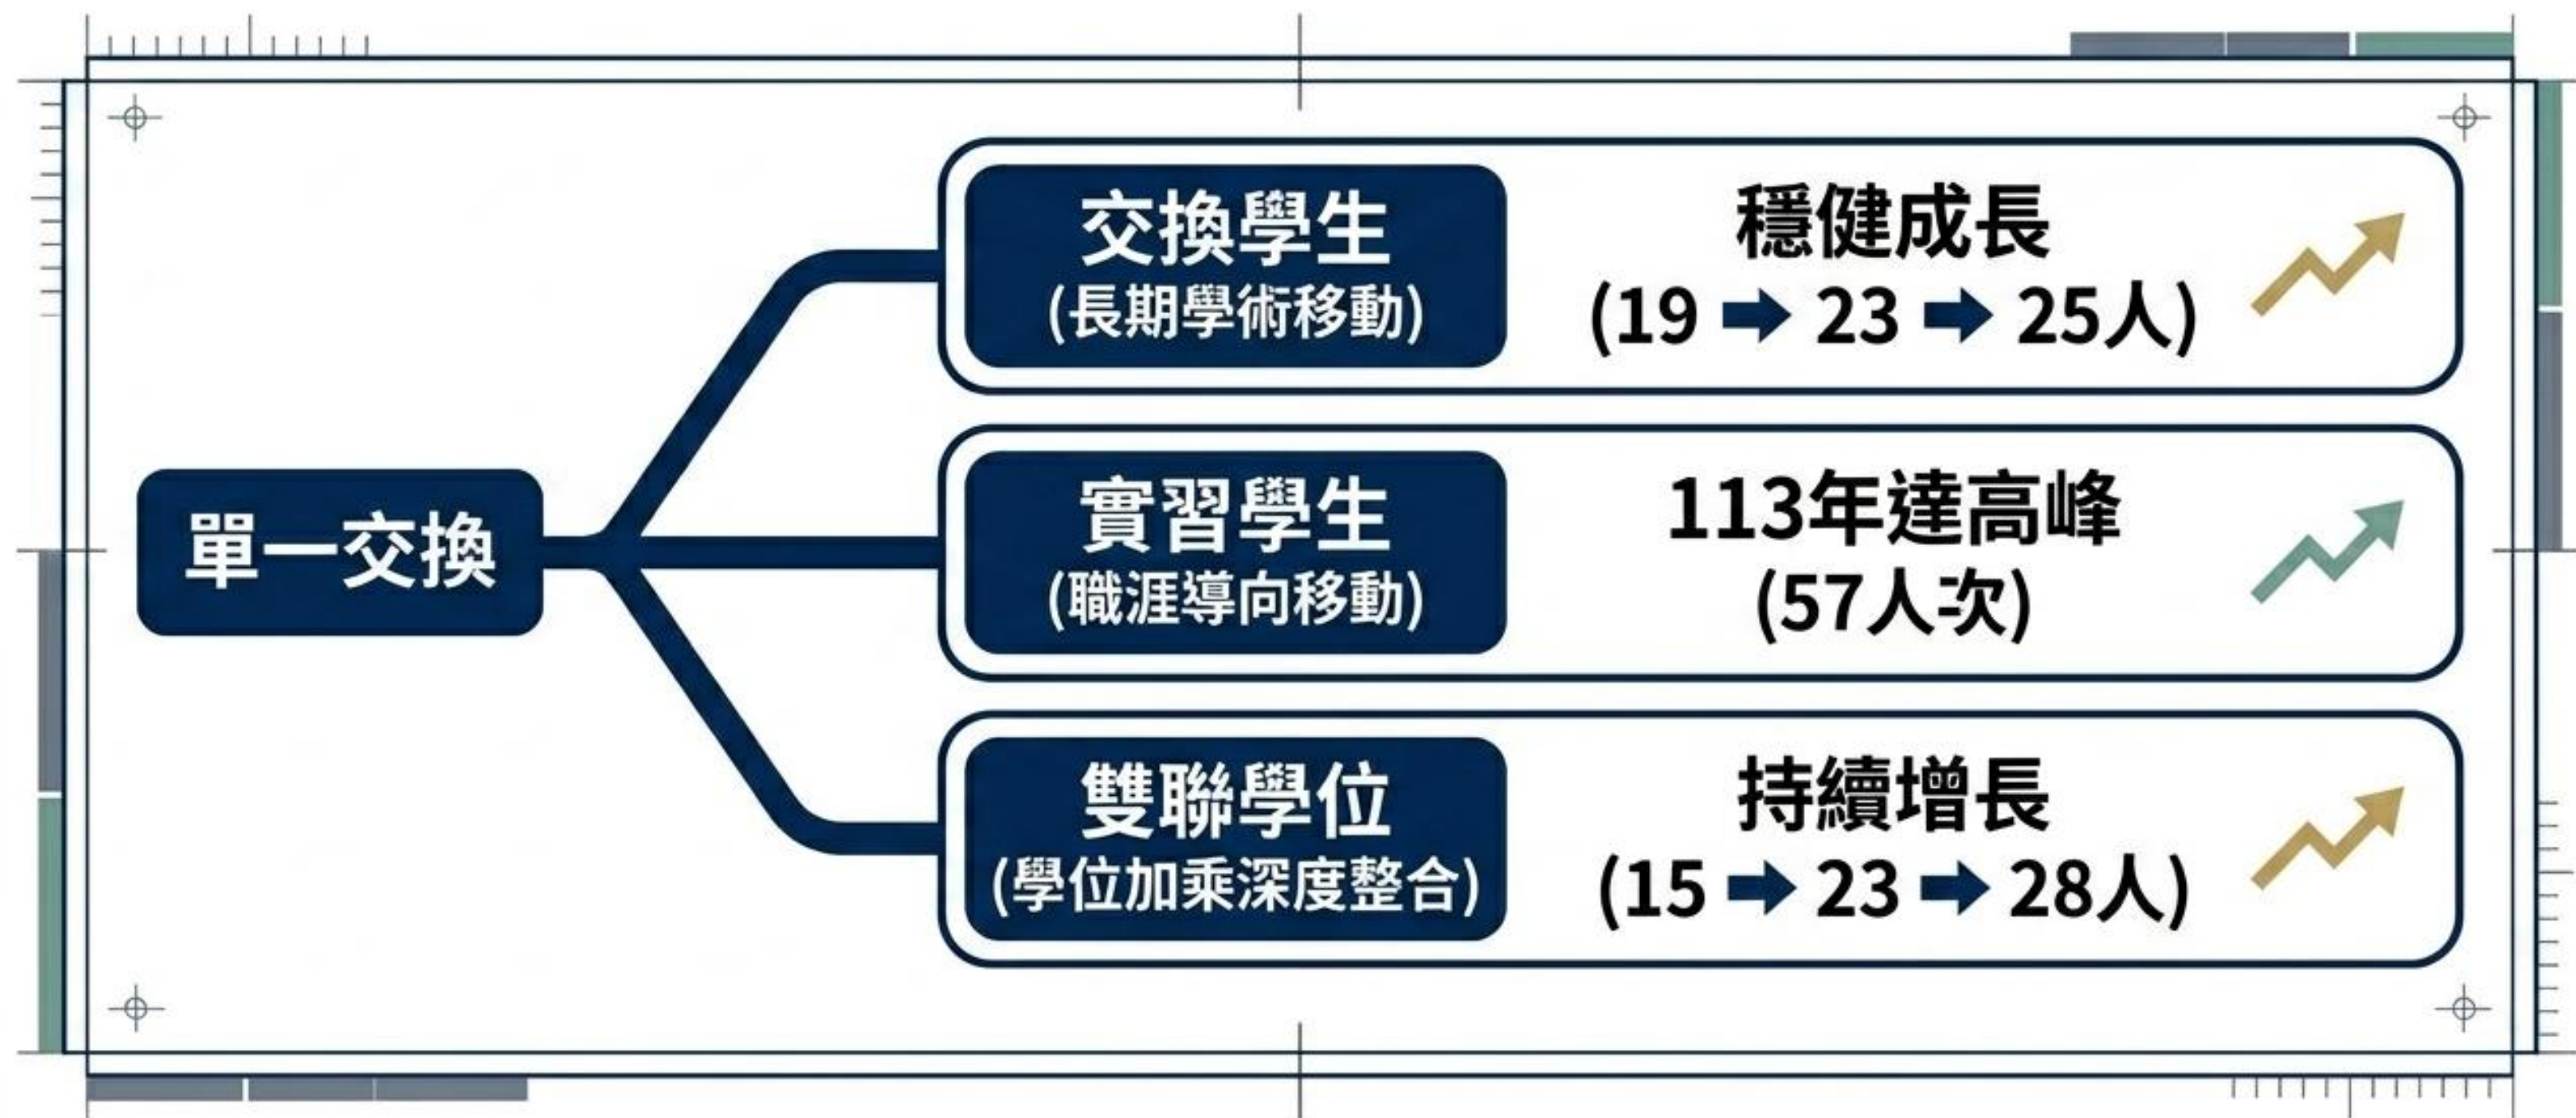 單一交換
交換學生
(長期學術移動)
穩健成長
(19 ➡ 23 ➡ 25人)
實習學生
(職涯導向移動)
113年達高峰
(57人次)
雙聯學位
(學位加乘深度整合)
持續增長
(15 ➡ 23 ➡ 28人)